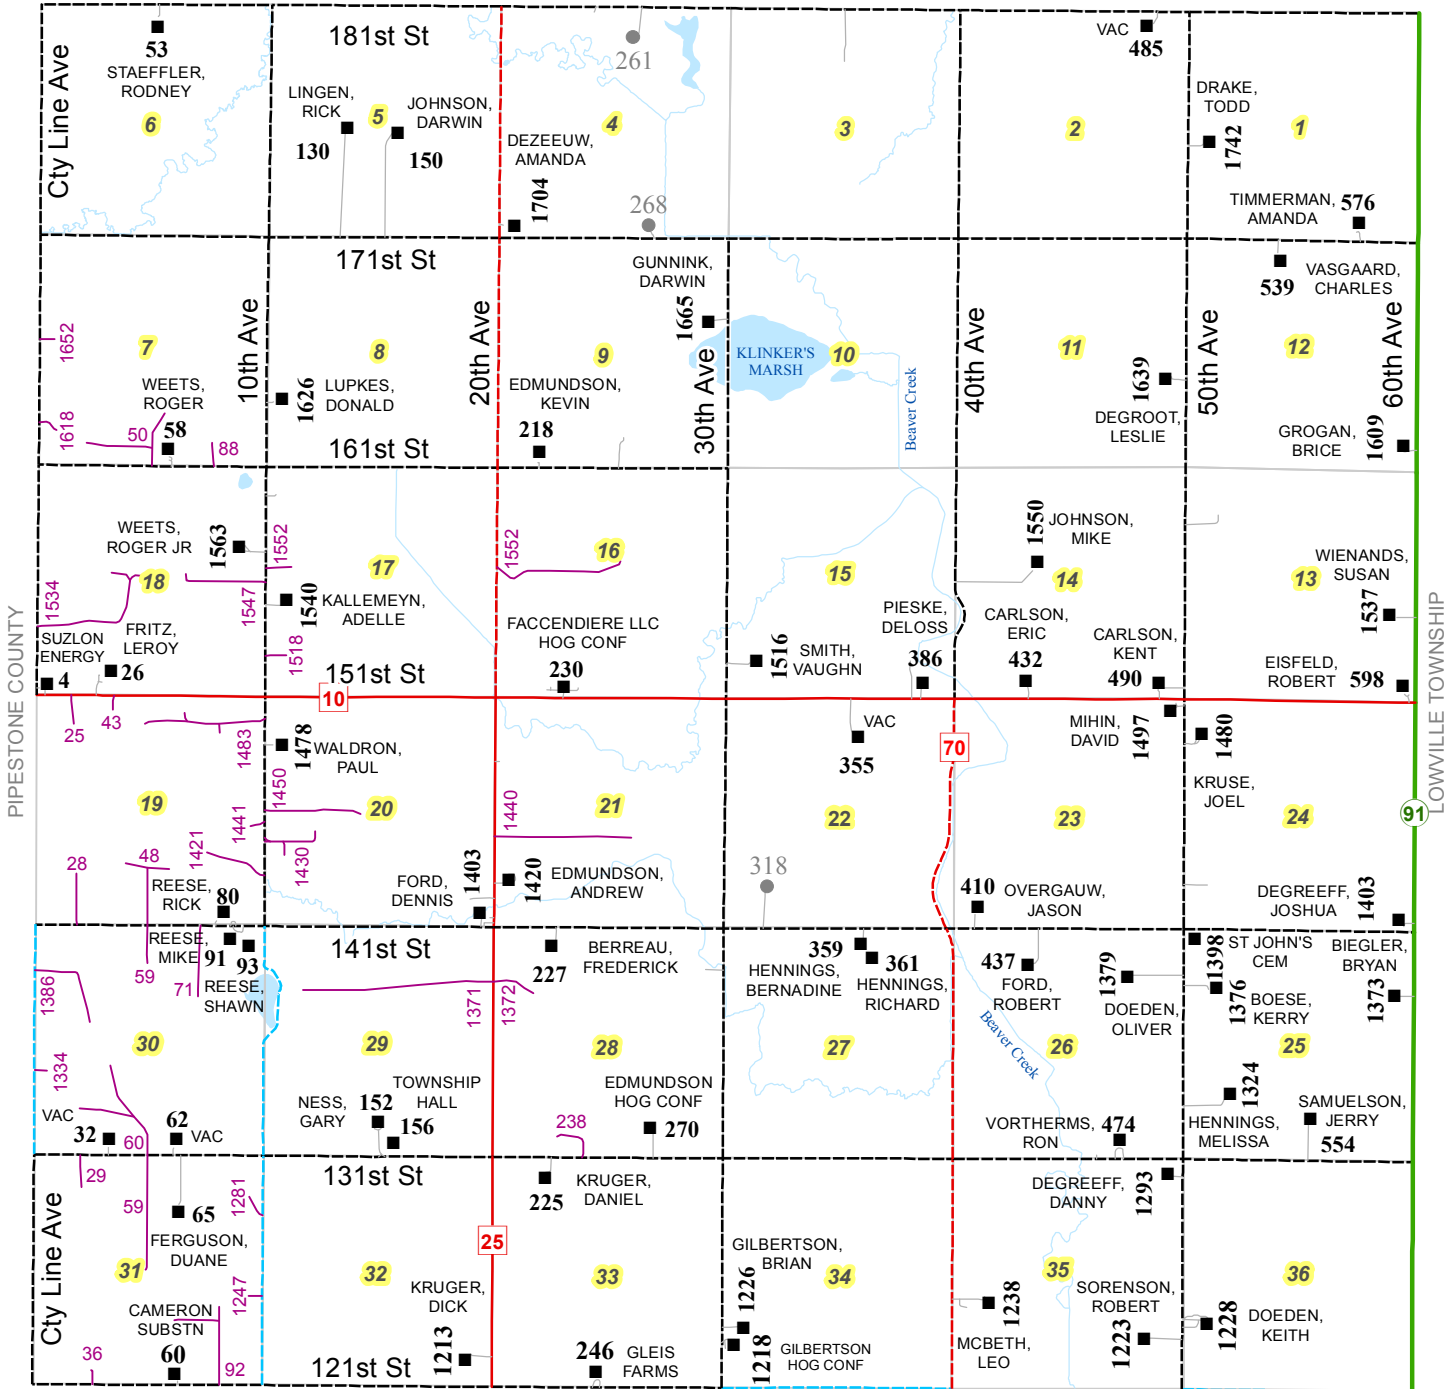 181st St
53
STAEFFLER,
RODNEY
6
Cty Line Ave
LINGEN,
RICK
130
5
JOHNSON,
DARWIN
150
261
4
DEZEEUW,
AMANDA
1704
268
3
VAC
485
2
DRAKE,
TODD
1742
1
TIMMERMAN,
AMANDA
576
171st St
GUNNINK,
DARWIN
1665
539
VASGAARD,
CHARLES
1652
7
WEETS,
ROGER
58
50
88
1618
10th Ave
8
1626
LUPKES,
DONALD
20th Ave
9
EDMUNDSON,
KEVIN
218
30th Ave
KLINKER'S
MARSH
10
Beaver Creek
40th Ave
11
1639
DEGROOT,
LESLIE
50th Ave
12
60th Ave
GROGAN,
BRICE
1609
161st St
WEETS,
ROGER JR
1563
18
1534
1552
1547
17
1540
KALLEMEYN,
ADELLE
1518
1552
16
15
1550
JOHNSON,
MIKE
14
13
WIENANDS,
SUSAN
1537
PIPESTONE COUNTY
LOWVILLE TOWNSHIP
SUZLON
ENERGY
4
FRITZ,
LEROY
26
FACCENDIERE LLC
HOG CONF
230
1516
SMITH,
VAUGHN
PIESKE,
DELOSS
386
CARLSON,
ERIC
432
CARLSON,
KENT
490
EISFELD,
ROBERT
598
151st St
10
25
43
1483
1478
WALDRON,
PAUL
1450
VAC
355
70
MIHIN,
DAVID
1497
1480
KRUSE,
JOEL
19
20
21
22
23
24
91
1441
1421
1430
1440
28
48
REESE,
RICK
80
FORD,
DENNIS
1403
1420
EDMUNDSON,
ANDREW
318
410
OVERGAUW,
JASON
DEGREEFF,
JOSHUA
1403
141st St
REESE,
MIKE
91
93
REESE,
SHAWN
59
71
1386
227
BERREAU,
FREDERICK
1371
1372
359
HENNINGS,
BERNADINE
361
HENNINGS,
RICHARD
437
FORD,
ROBERT
1379
DOEDEN,
OLIVER
1398
ST JOHN'S
CEM
1376
BOESE,
KERRY
BIEGLER,
BRYAN
1373
30
29
28
27
Beaver Creek
26
25
1334
VAC
32
60
62
VAC
NESS,
GARY
152
TOWNSHIP
HALL
156
EDMUNDSON
HOG CONF
238
270
VORTHERMS,
RON
474
1324
HENNINGS,
MELISSA
SAMUELSON,
JERRY
554
131st St
29
59
1281
65
FERGUSON,
DUANE
225
KRUGER,
DANIEL
25
DEGREEFF,
DANNY
1293
Cty Line Ave
31
32
33
34
35
36
1247
CAMERON
SUBSTN
60
36
92
KRUGER,
DICK
1213
246
GLEIS
FARMS
GILBERTSON,
BRIAN
1226
1218
GILBERTSON
HOG CONF
1238
MCBETH,
LEO
SORENSON,
ROBERT
1223
1228
DOEDEN,
KEITH
121st St